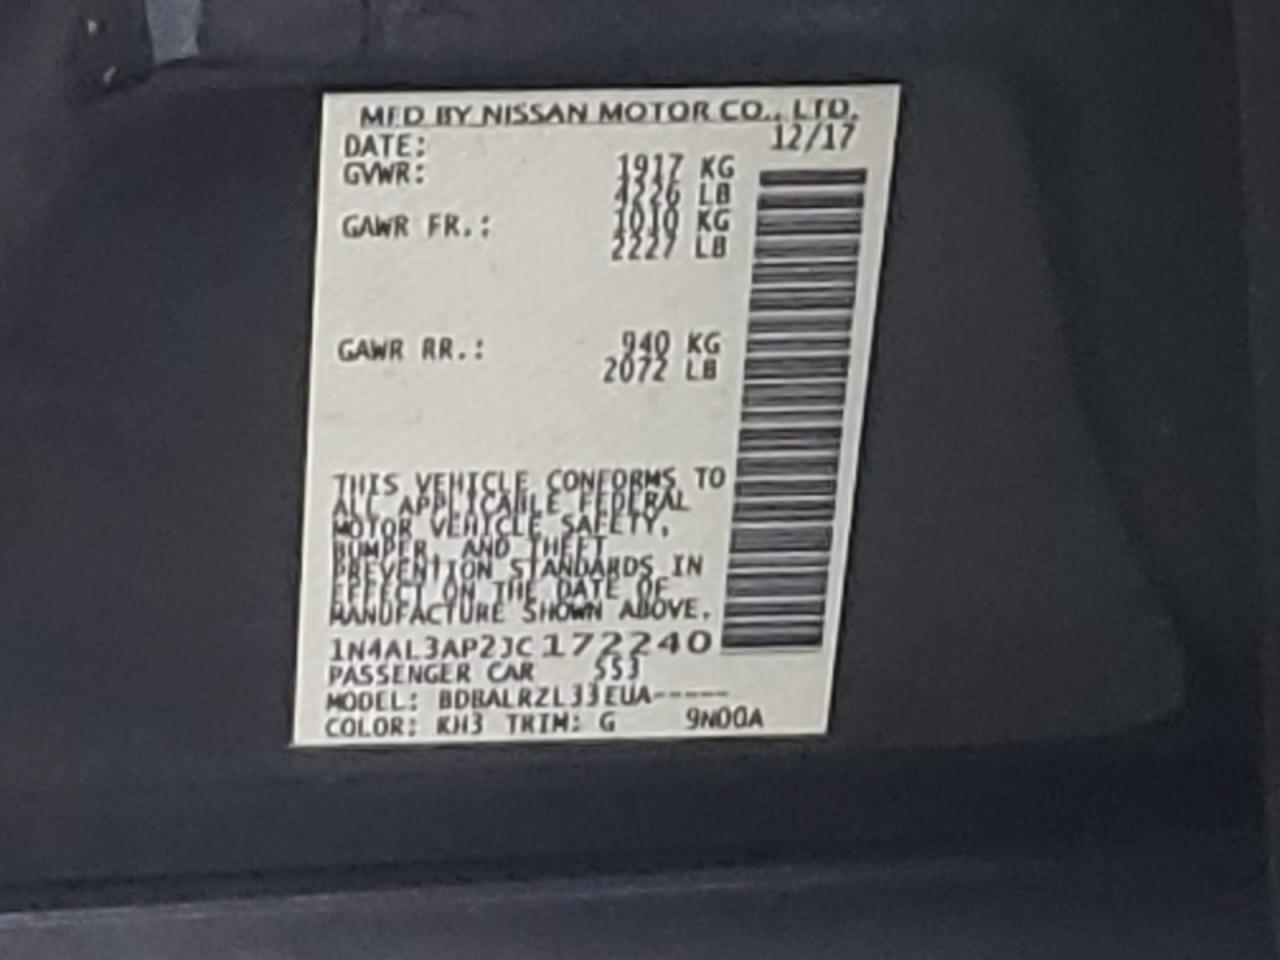 MFD BY NISSAN MOTOR CO., LTD.
DATE: 12/17
GVWR: 1917 KG
4226 LB
GAWR FR.: 1010 KG
2227 LB
GAWR RR.: 940 KG
2072 LB
THIS VEHICLE CONFORMS TO
ALL APPLICABLE FEDERAL
MOTOR VEHICLE SAFETY,
BUMPER, AND THEFT
PREVENTION STANDARDS IN
EFFECT ON THE DATE OF
MANUFACTURE SHOWN ABOVE.
1N4AL3AP2JC172240
PASSENGER CAR 553
MODEL: BDBALRZL33EUA-----
COLOR: KH3 TRIM: G 9N00A